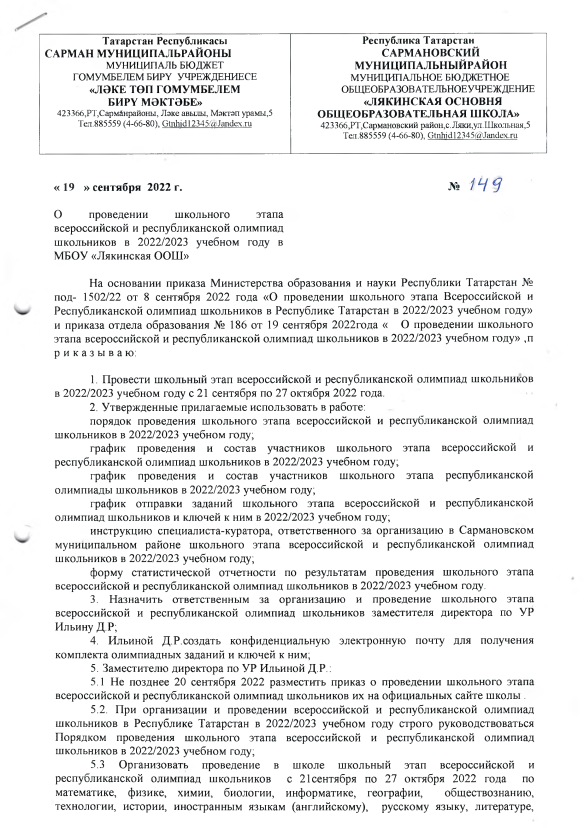 Татарстан Республикасы
САРМАН МУНИЦИПАЛЬРАЙОНЫ
МУНИЦИПАЛЬ БЮДЖЕТ
ГОМУМБЕЛЕМ БИРҮ УЧРЕЖДЕНИЕСЕ
«ЛӘКЕ ТӨП ГОМУМБЕЛЕМ
БИРҮ МӘКТӘБЕ»
423366,РТ,Сарманрайоны, Ләке авылы, Мәктәп урамы,5
Тел.885559 (4-66-80), Gtnhjd12345@Jandex.ru
Республика Татарстан
САРМАНОВСКИЙ
МУНИЦИПАЛЬНЫЙРАЙОН
МУНИЦИПАЛЬНОЕ БЮДЖЕТНОЕ
ОБЩЕОБРАЗОВАТЕЛЬНОЕУЧРЕЖДЕНИЕ
«ЛЯКИНСКАЯ ОСНОВНЯ
ОБЩЕОБРАЗОВАТЕЛЬНАЯ ШКОЛА»
423366,РТ,Сармановский район,с.Ляки,ул.Школьная,5
Тел.885559 (4-66-80), Gtnhjd12345@Jandex.ru
« 19 » сентября 2022 г.
№ 149
О проведении школьного этапа
всероссийской и республиканской олимпиад
школьников в 2022/2023 учебном году в
МБОУ «Лякинская ООШ»
На основании приказа Министерства образования и науки Республики Татарстан №
под- 1502/22 от 8 сентября 2022 года «О проведении школьного этапа Всероссийской и
Республиканской олимпиад школьников в Республике Татарстан в 2022/2023 учебном году»
и приказа отдела образования № 186 от 19 сентября 2022года « О проведении школьного
этапа всероссийской и республиканской олимпиад школьников в 2022/2023 учебном году» ,п
р и к а з ы в а ю:
1. Провести школьный этап всероссийской и республиканской олимпиад школьников
в 2022/2023 учебном году с 21 сентября по 27 октября 2022 года.
2. Утвержденные прилагаемые использовать в работе:
порядок проведения школьного этапа всероссийской и республиканской олимпиад
школьников в 2022/2023 учебном году;
график проведения и состав участников школьного этапа всероссийской и
республиканской олимпиад школьников в 2022/2023 учебном году;
график проведения и состав участников школьного этапа республиканской
олимпиады школьников в 2022/2023 учебном году;
график отправки заданий школьного этапа всероссийской и республиканской
олимпиад школьников и ключей к ним в 2022/2023 учебном году;
инструкцию специалиста-куратора, ответственного за организацию в Сармановском
муниципальном районе школьного этапа всероссийской и республиканской олимпиад
школьников в 2022/2023 учебном году;
форму статистической отчетности по результатам проведения школьного этапа
всероссийской и республиканской олимпиад школьников в 2022/2023 учебном году.
3. Назначить ответственным за организацию и проведение школьного этапа
всероссийской и республиканской олимпиад школьников заместителя директора по УР
Ильину Д.Р;
4. Ильиной Д.Р.создать конфиденциальную электронную почту для получения
комплекта олимпиадных заданий и ключей к ним;
5. Заместителю директора по УР Ильиной Д.Р.:
5.1 Не позднее 20 сентября 2022 разместить приказ о проведении школьного этапа
всероссийской и республиканской олимпиад школьников их на официальных сайте школы .
5.2. При организации и проведении всероссийской и республиканской олимпиад
школьников в Республике Татарстан в 2022/2023 учебном году строго руководствоваться
Порядком проведения школьного этапа всероссийской и республиканской олимпиад
школьников в 2022/2023 учебном году;
5.3 Организовать проведение в школе школьный этап всероссийской и
республиканской олимпиад школьников с 21сентября по 27 октября 2022 года по
математике, физике, химии, биологии, информатике, географии, обществознанию,
технологии, истории, иностранным языкам (английскому), русскому языку, литературе,